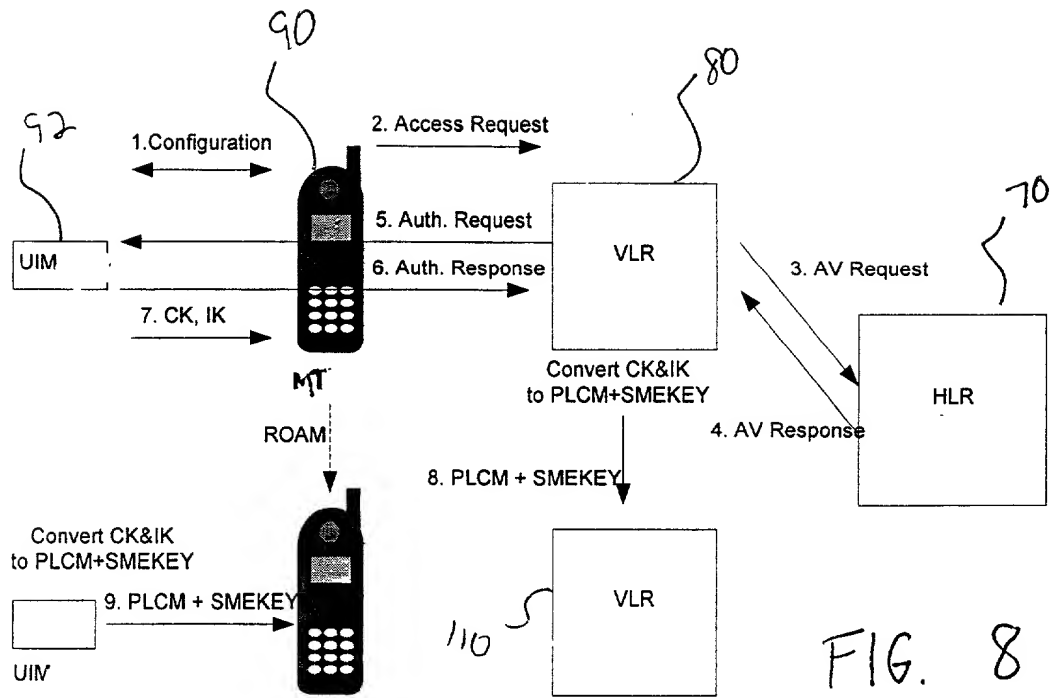 90
80
92
1.Configuration
2. Access Request
70
5. Auth. Request
UIM
VLR
3. AV Request
6. Auth. Response
7. CK, IK
MT
Convert CK&IK
to PLCM+SMEKEY
HLR
4. AV Response
ROAM
8. PLCM + SMEKEY
Convert CK&IK
to PLCM+SMEKEY
9. PLCM + SMEKEY
VLR
110
UIM
FIG. 8